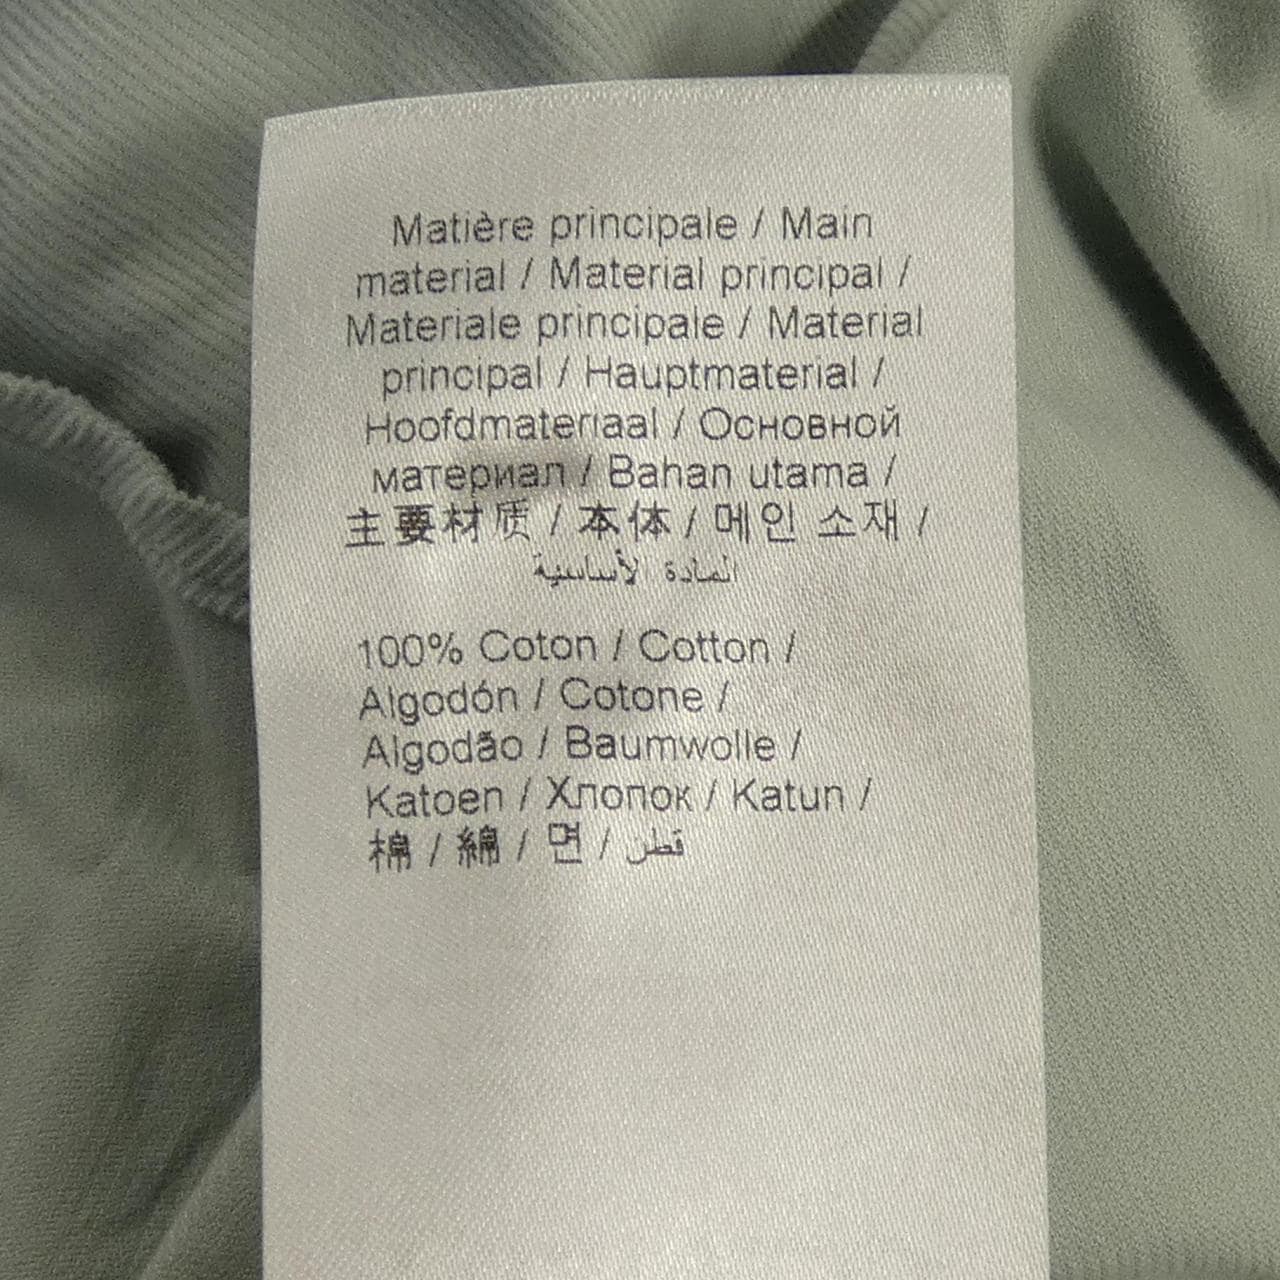 Matière principale / Main
material / Material principal /
Materiale principale / Material
principal / Hauptmaterial /
Hoofdmateriaal / Основной
материал / Bahan utama /
主要材质 / 本体 / 메인 소재 /
المادة الأساسية
100% Coton / Cotton /
Algodón / Cotone /
Algodão / Baumwolle /
Katoen / Хлопок / Katun /
棉 / 綿 / 면 / قطن